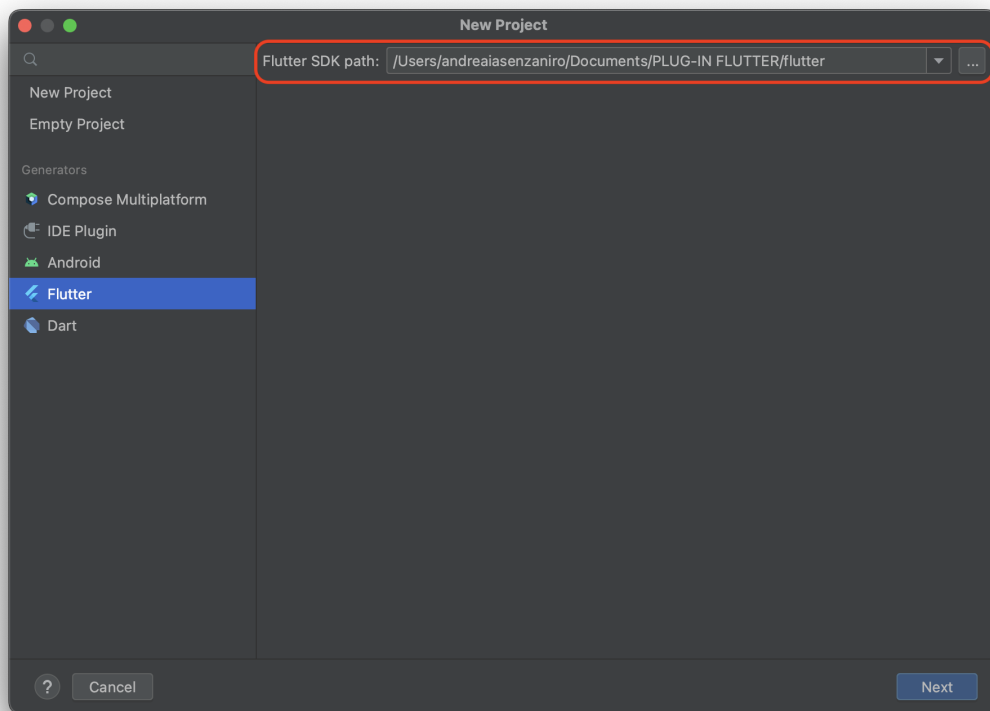 New Project
Flutter SDK path: /Users/andreaiasenzaniro/Documents/PLUG-IN FLUTTER/flutter ...
New Project
Empty Project
Generators
Compose Multiplatform
IDE Plugin
Android
Flutter
Dart
? Cancel Next